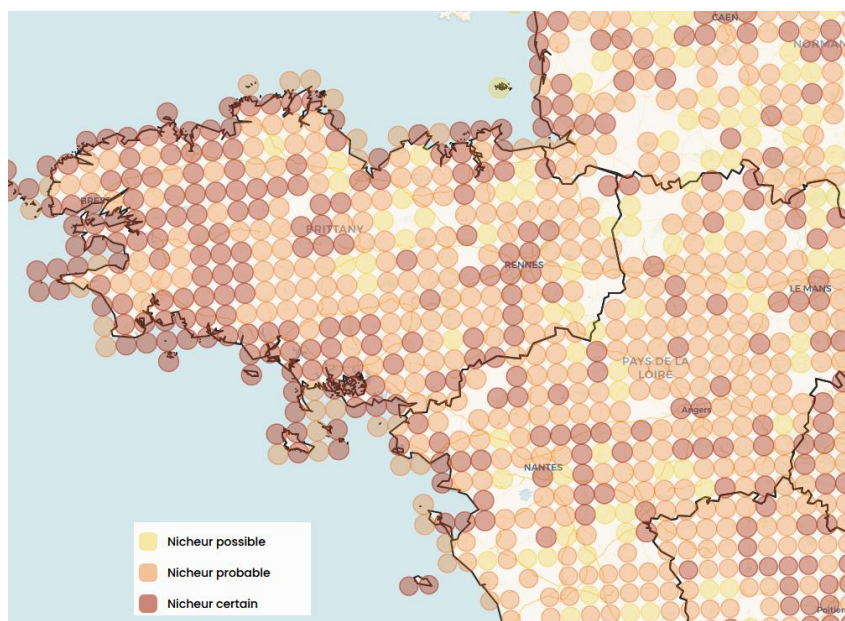 CAEN
NORMAN
BREST
BRITTANY
RENNES
LE MANS
PAYS DE LA
LOIRE
Angers
NANTES
Nicheur possible
Nicheur probable
Nicheur certain
Poitier